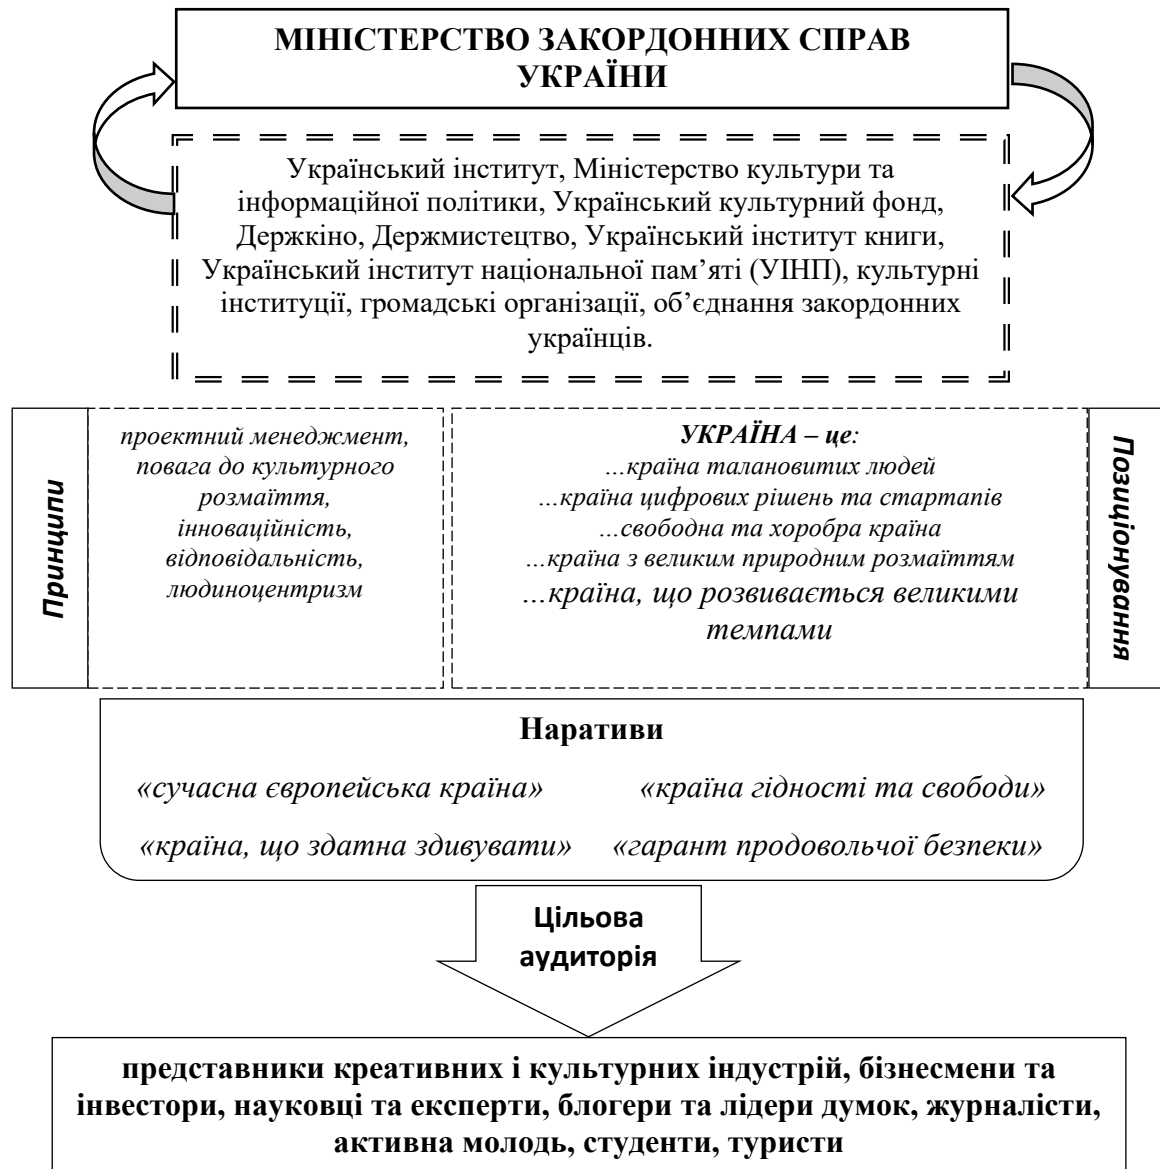 МІНІСТЕРСТВО ЗАКОРДОННИХ СПРАВ
УКРАЇНИ
Український інститут, Міністерство культури та
інформаційної політики, Український культурний фонд,
Держкіно, Держмистецтво, Український інститут книги,
Український інститут національної пам’яті (УІНП), культурні
інституції, громадські організації, об’єднання закордонних
українців.
Принципи
проектний менеджмент,
повага до культурного
розмаїття,
інноваційність,
відповідальність,
людиноцентризм
УКРАЇНА – це:
...країна талановитих людей
...країна цифрових рішень та стартапів
...свободна та хоробра країна
...країна з великим природним розмаїттям
...країна, що розвивається великими
темпами
Позиціонування
Наративи
«сучасна європейська країна» «країна гідності та свободи»
«країна, що здатна здивувати» «гарант продовольчої безпеки»
Цільова
аудиторія
представники креативних і культурних індустрій, бізнесмени та
інвестори, науковці та експерти, блогери та лідери думок, журналісти,
активна молодь, студенти, туристи